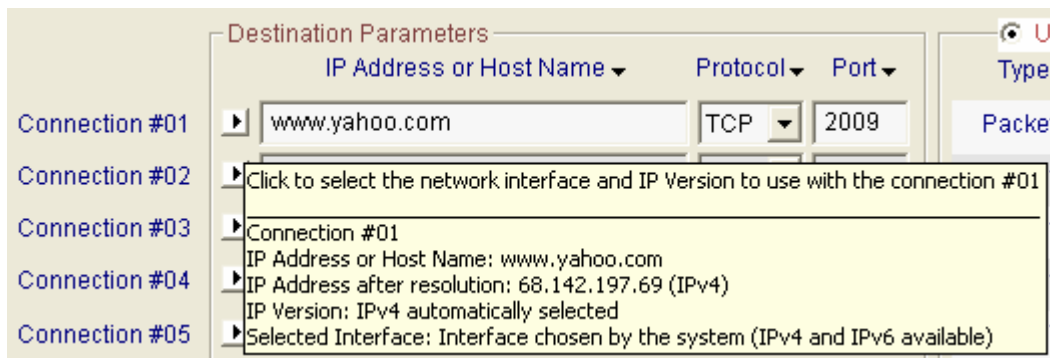 Destination Parameters
U
IP Address or Host Name Protocol Port Type
Connection #01 www.yahoo.com TCP 2009 Packe
Connection #02
Click to select the network interface and IP Version to use with the connection #01
Connection #03
Connection #01
IP Address or Host Name: www.yahoo.com
Connection #04
IP Address after resolution: 68.142.197.69 (IPv4)
IP Version: IPv4 automatically selected
Connection #05
Selected Interface: Interface chosen by the system (IPv4 and IPv6 available)